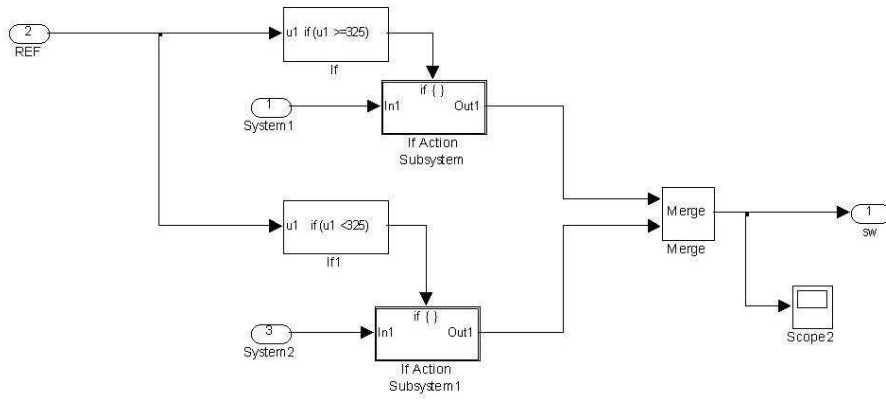 2
REF
u1 if(u1 >=325)
If
if { }
1
In1
Out1
System1
If Action
Subsystem
Merge
1
Merge
sw
u1 if(u1 <325)
If1
if { }
3
In1
Out1
System2
If Action
Subsystem1
Scope2